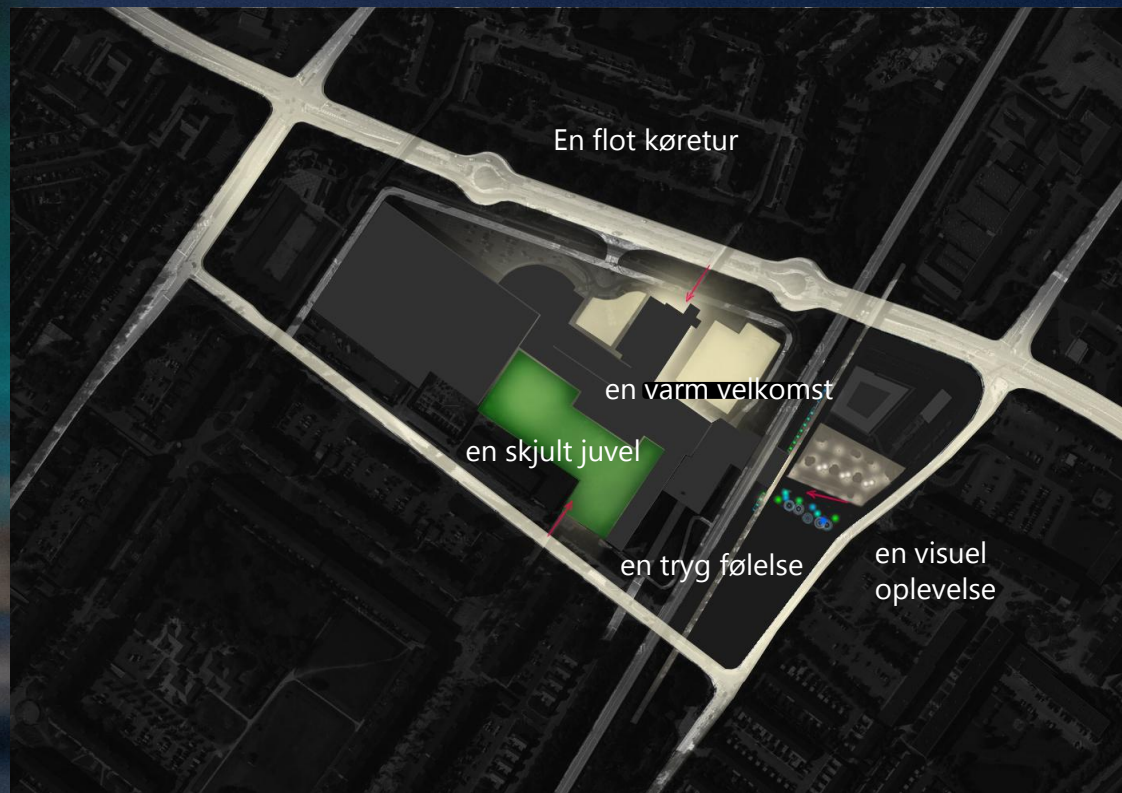 En flot køretur
en varm velkomst
en skjult juvel
en tryg følelse
en visuel
oplevelse